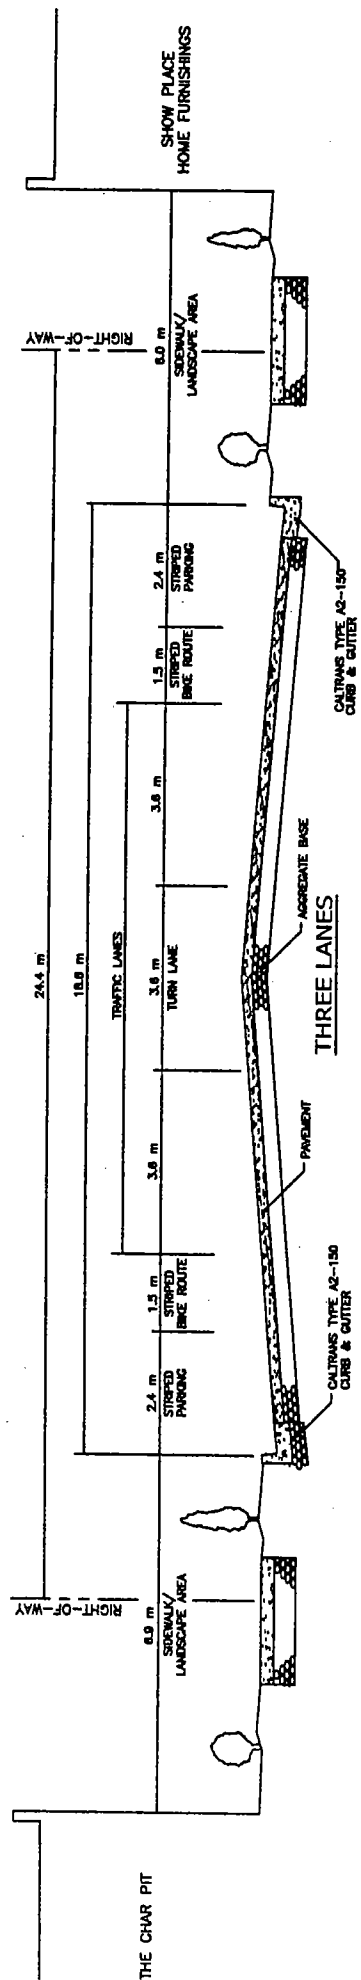 RIGHT-OF-WAY
24.4 m
RIGHT-OF-WAY
18.6 m
TRAFFIC LANES
THE CHAR PIT
6.9 m
SIDEWALK/
LANDSCAPE AREA
2.4 m
STRIPED
PARKING
1.5 m
STRIPED
BIKE ROUTE
3.6 m
3.6 m
TURN LANE
3.6 m
1.5 m
STRIPED
BIKE ROUTE
2.4 m
STRIPED
PARKING
6.0 m
SIDEWALK/
LANDSCAPE AREA
SHOW PLACE
HOME FURNISHINGS
CALTRANS TYPE A2-150
CURB & GUTTER
PAVEMENT
AGGREGATE BASE
CALTRANS TYPE A2-150
CURB & GUTTER
THREE LANES